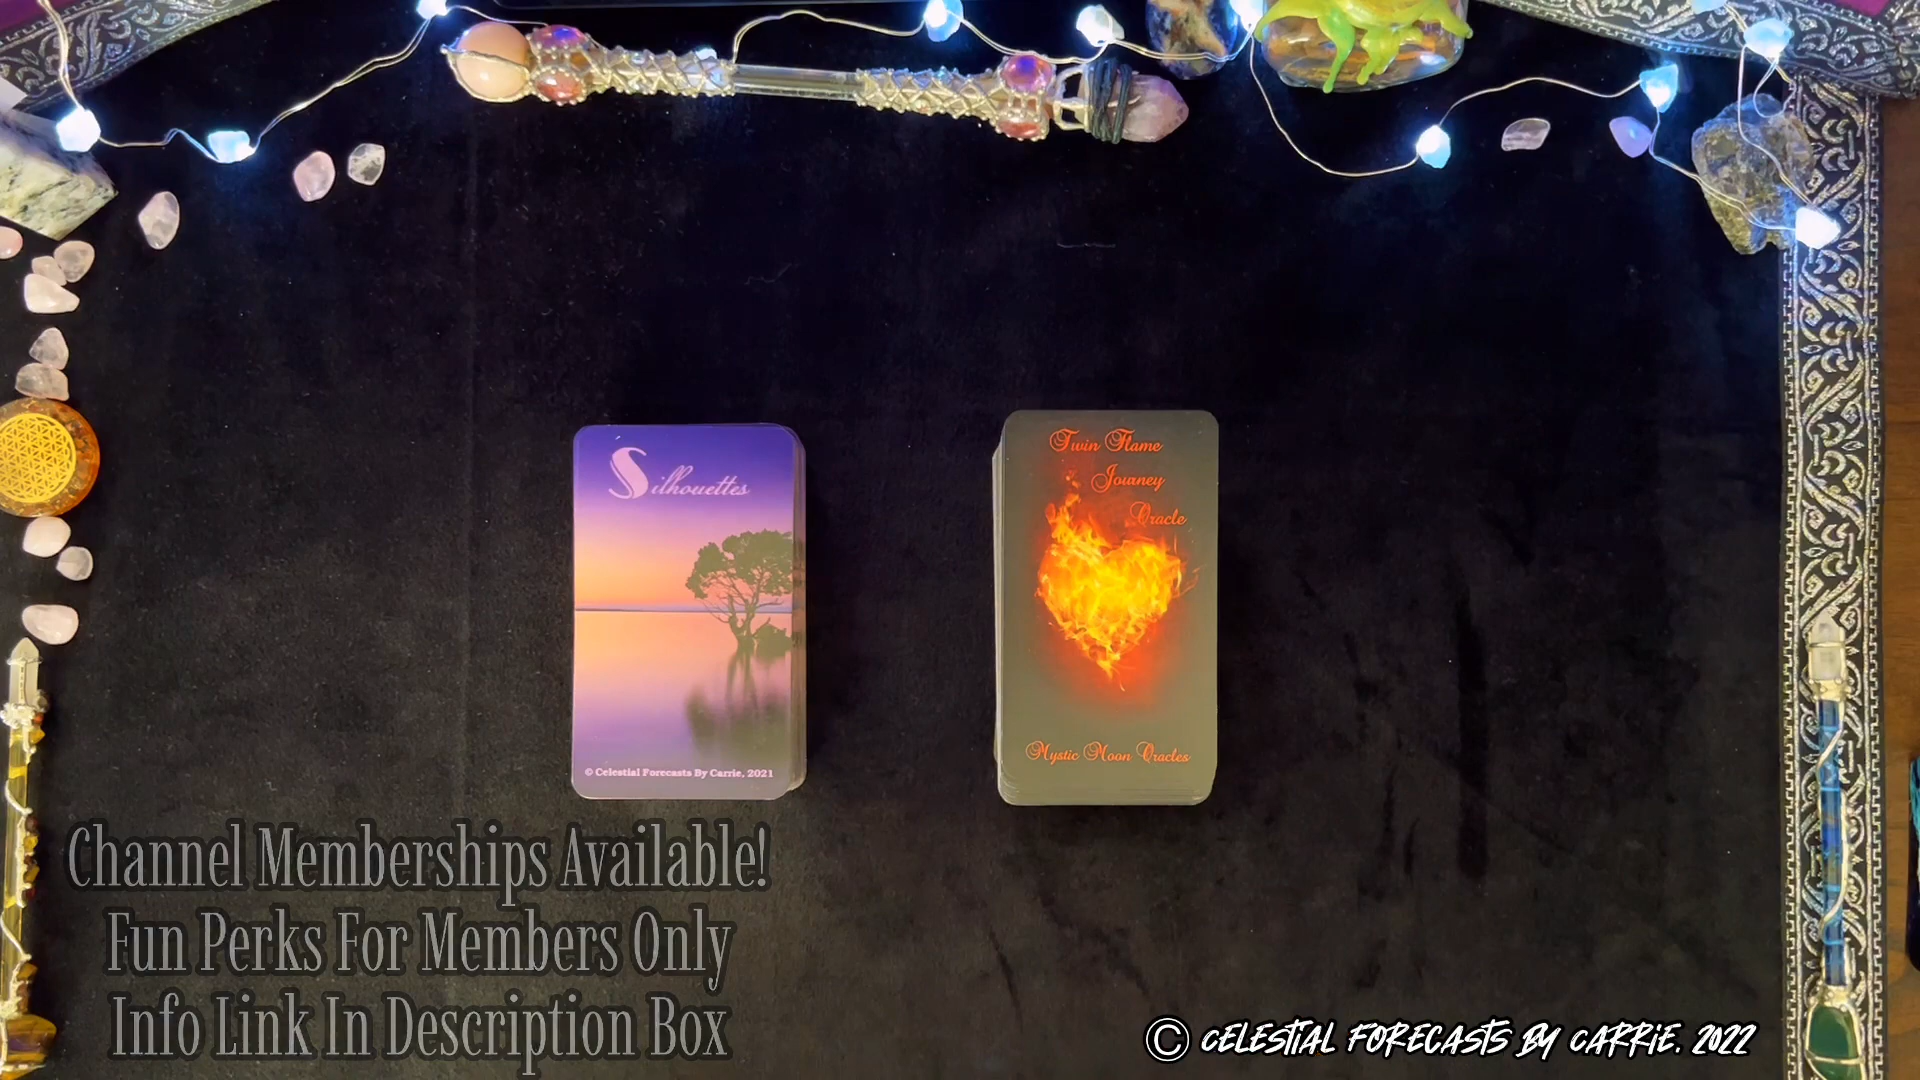 Silhouettes
© Celestial Forecasts By Carrie, 2021
Twin Flame
Journey
Oracle
Mystic Moon Oracles
Channel Memberships Available!
Fun Perks For Members Only
Info Link In Description Box
© CELESTIAL FORECASTS BY CARRIE. 2022